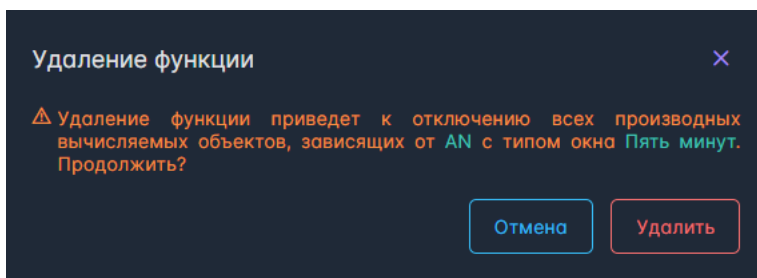 Удаление функции
Удаление функции приведет к отключению всех производных
вычисляемых объектов, зависящих от AN с типом окна Пять минут.
Продолжить?
Отмена
Удалить